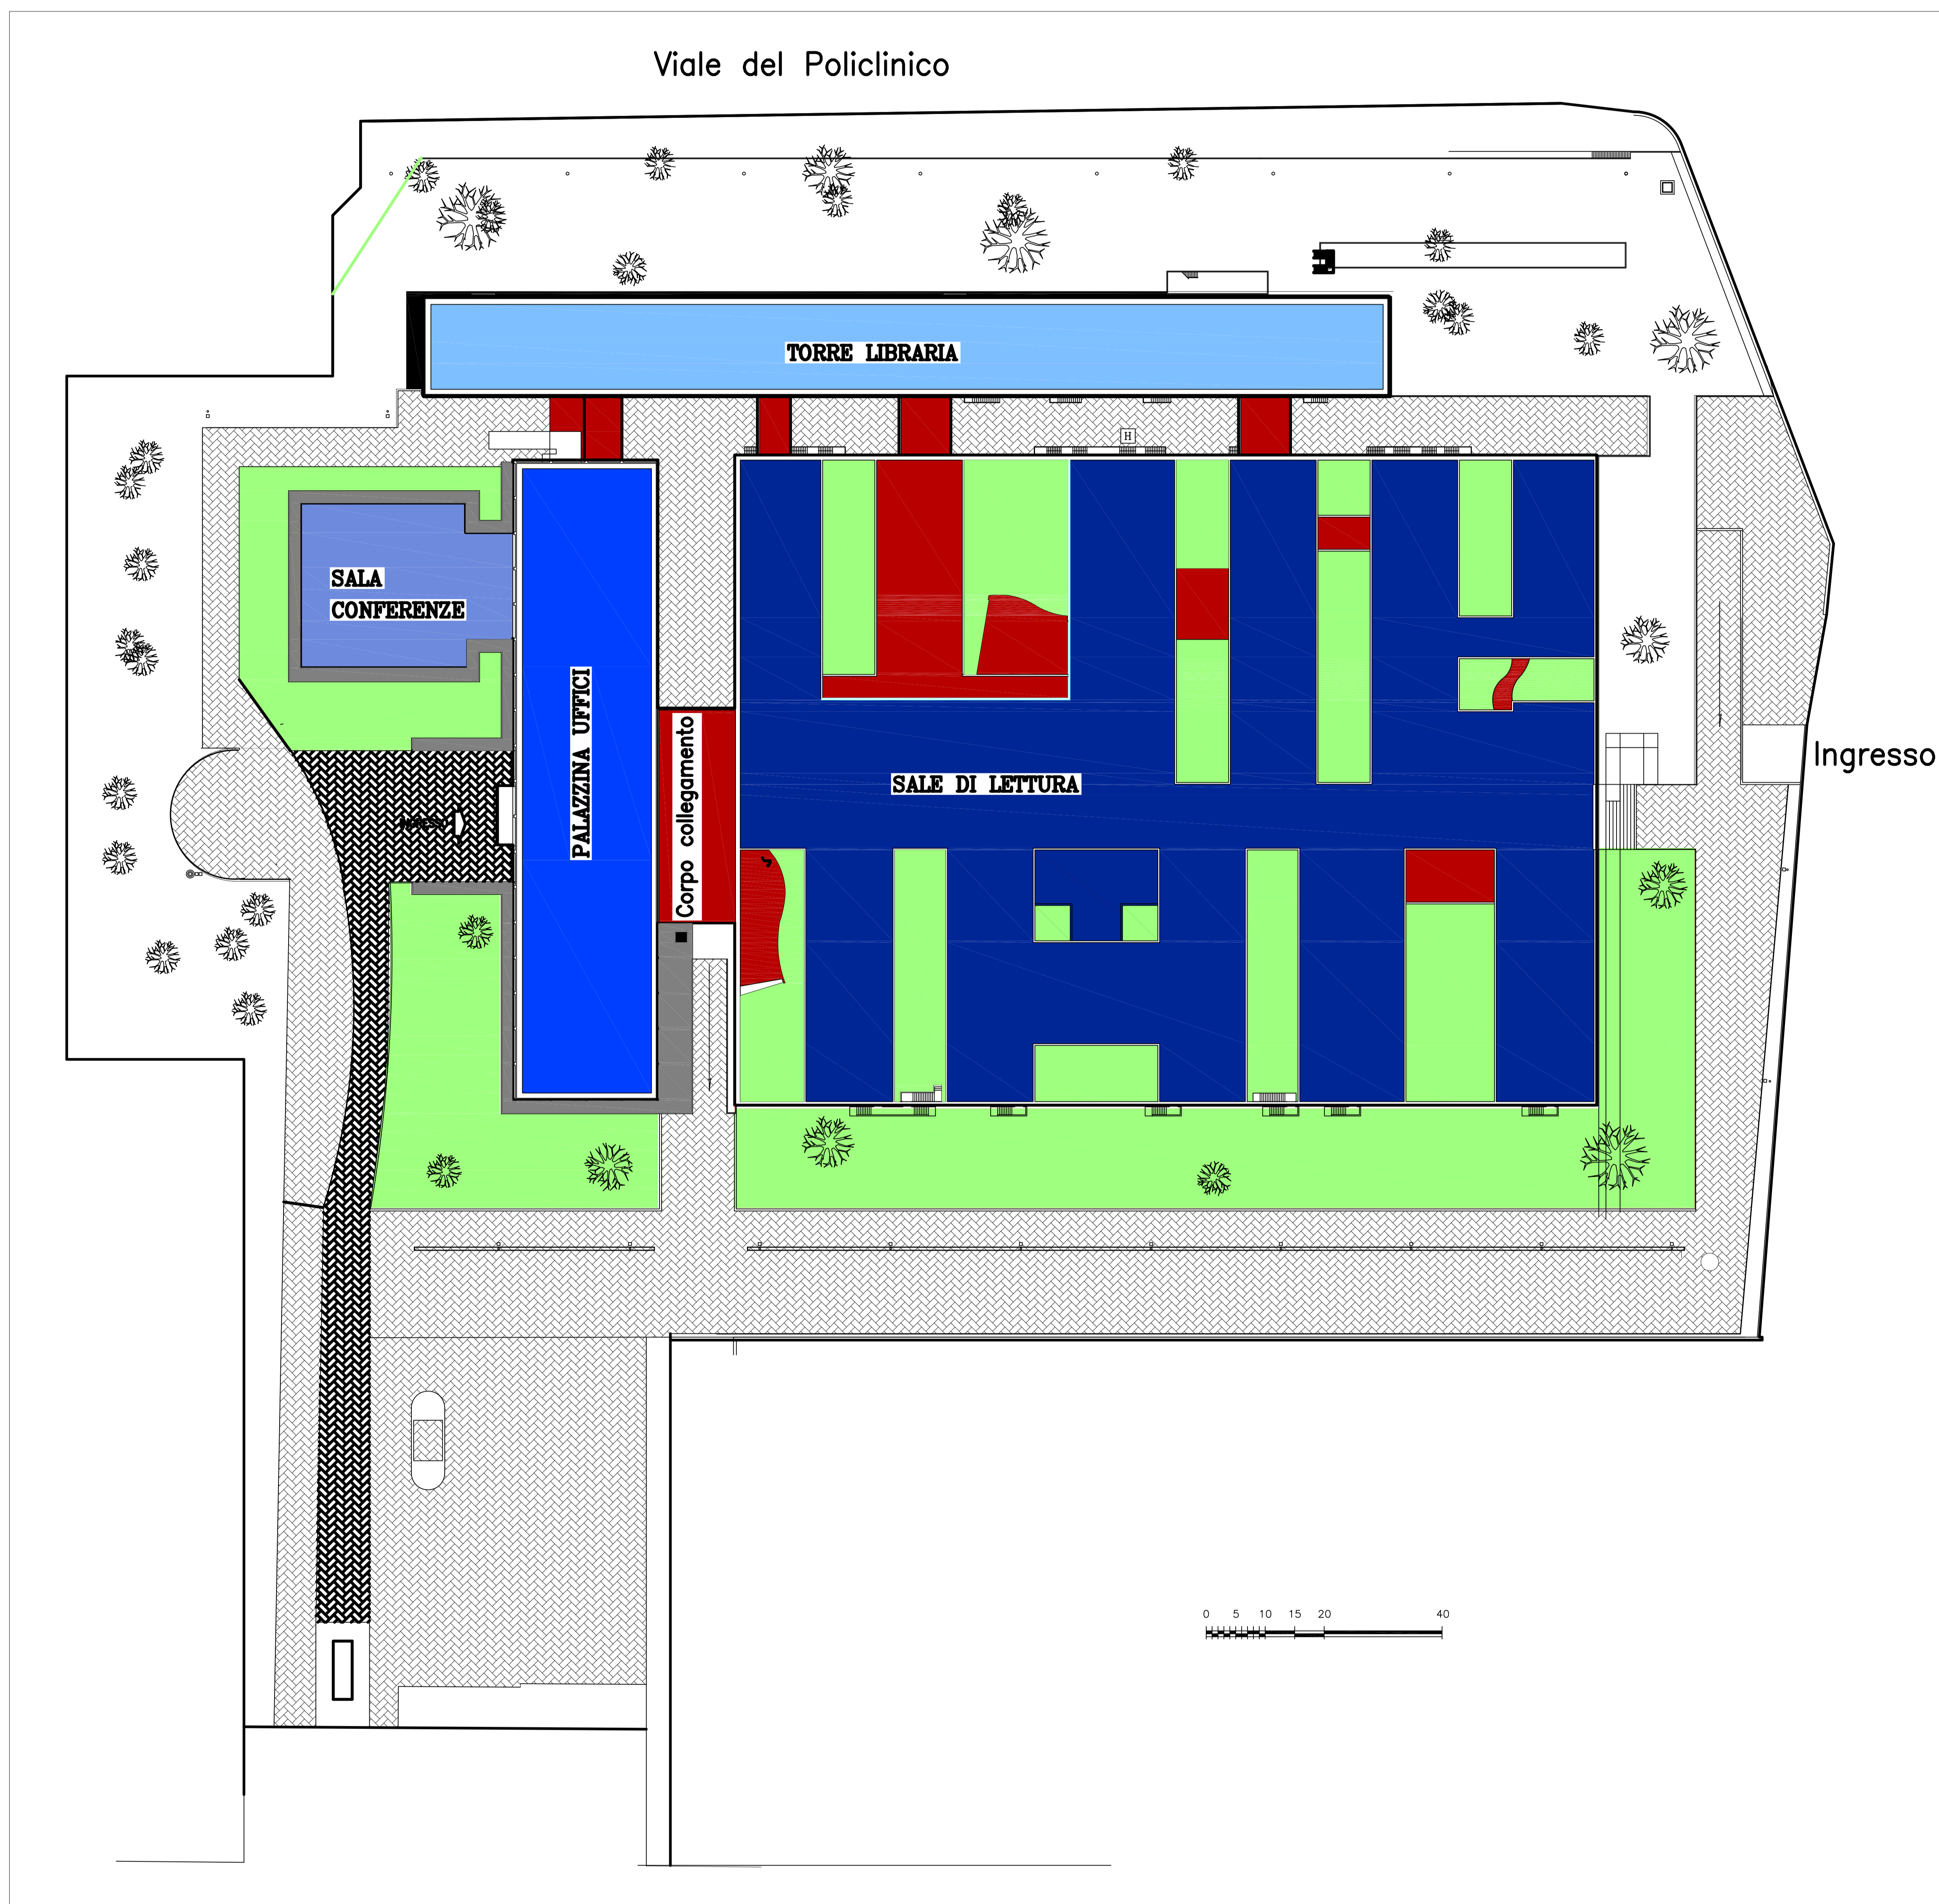 Viale del Policlinico
TORRE LIBRARIA
H
SALA
CONFERENZE
PALAZZINA UFFICI
Corpo collegamento
SALE DI LETTURA
Ingresso
INGRESSO
0 5 10 15 20 40